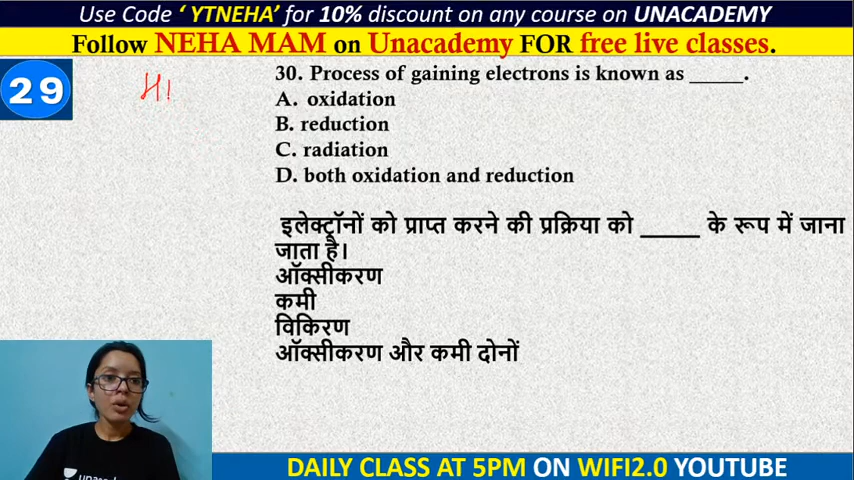 Use Code ‘ YTNEHA’ for 10% discount on any course on UNACADEMY
Follow NEHA MAM on Unacademy FOR free live classes.
29
30. Process of gaining electrons is known as _____.
A. oxidation
B. reduction
C. radiation
D. both oxidation and reduction
इलेक्ट्रॉनों को प्राप्त करने की प्रक्रिया को _____ के रूप में जाना
जाता है।
ऑक्सीकरण
कमी
विकिरण
ऑक्सीकरण और कमी दोनों
DAILY CLASS AT 5PM ON WIFI2.0 YOUTUBE